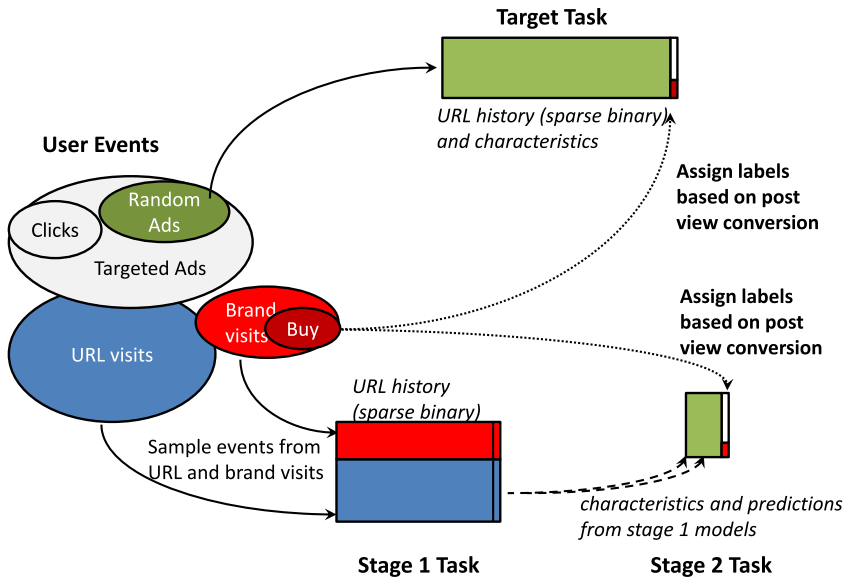 Target Task
URL history (sparse binary)
and characteristics
User Events
Random
Ads
Clicks
Targeted Ads
Assign labels
based on post
view conversion
Brand
visits
Buy
URL visits
Assign labels
based on post
view conversion
URL history
(sparse binary)
Sample events from
URL and brand visits
characteristics and predictions
from stage 1 models
Stage 1 Task
Stage 2 Task